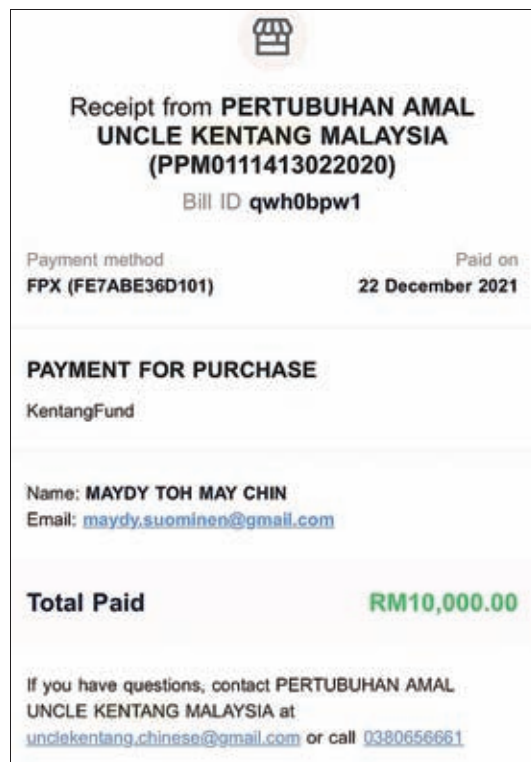 Receipt from PERTUBUHAN AMAL
UNCLE KENTANG MALAYSIA
(PPM0111413022020)
Bill ID qwh0bpw1
Payment method Paid on
FPX (FE7ABE36D101) 22 December 2021
PAYMENT FOR PURCHASE
KentangFund
Name: MAYDY TOH MAY CHIN
Email: maydy.suominen@gmail.com
Total Paid RM10,000.00
If you have questions, contact PERTUBUHAN AMAL
UNCLE KENTANG MALAYSIA at
unclekentang.chinese@gmail.com or call 0380656661